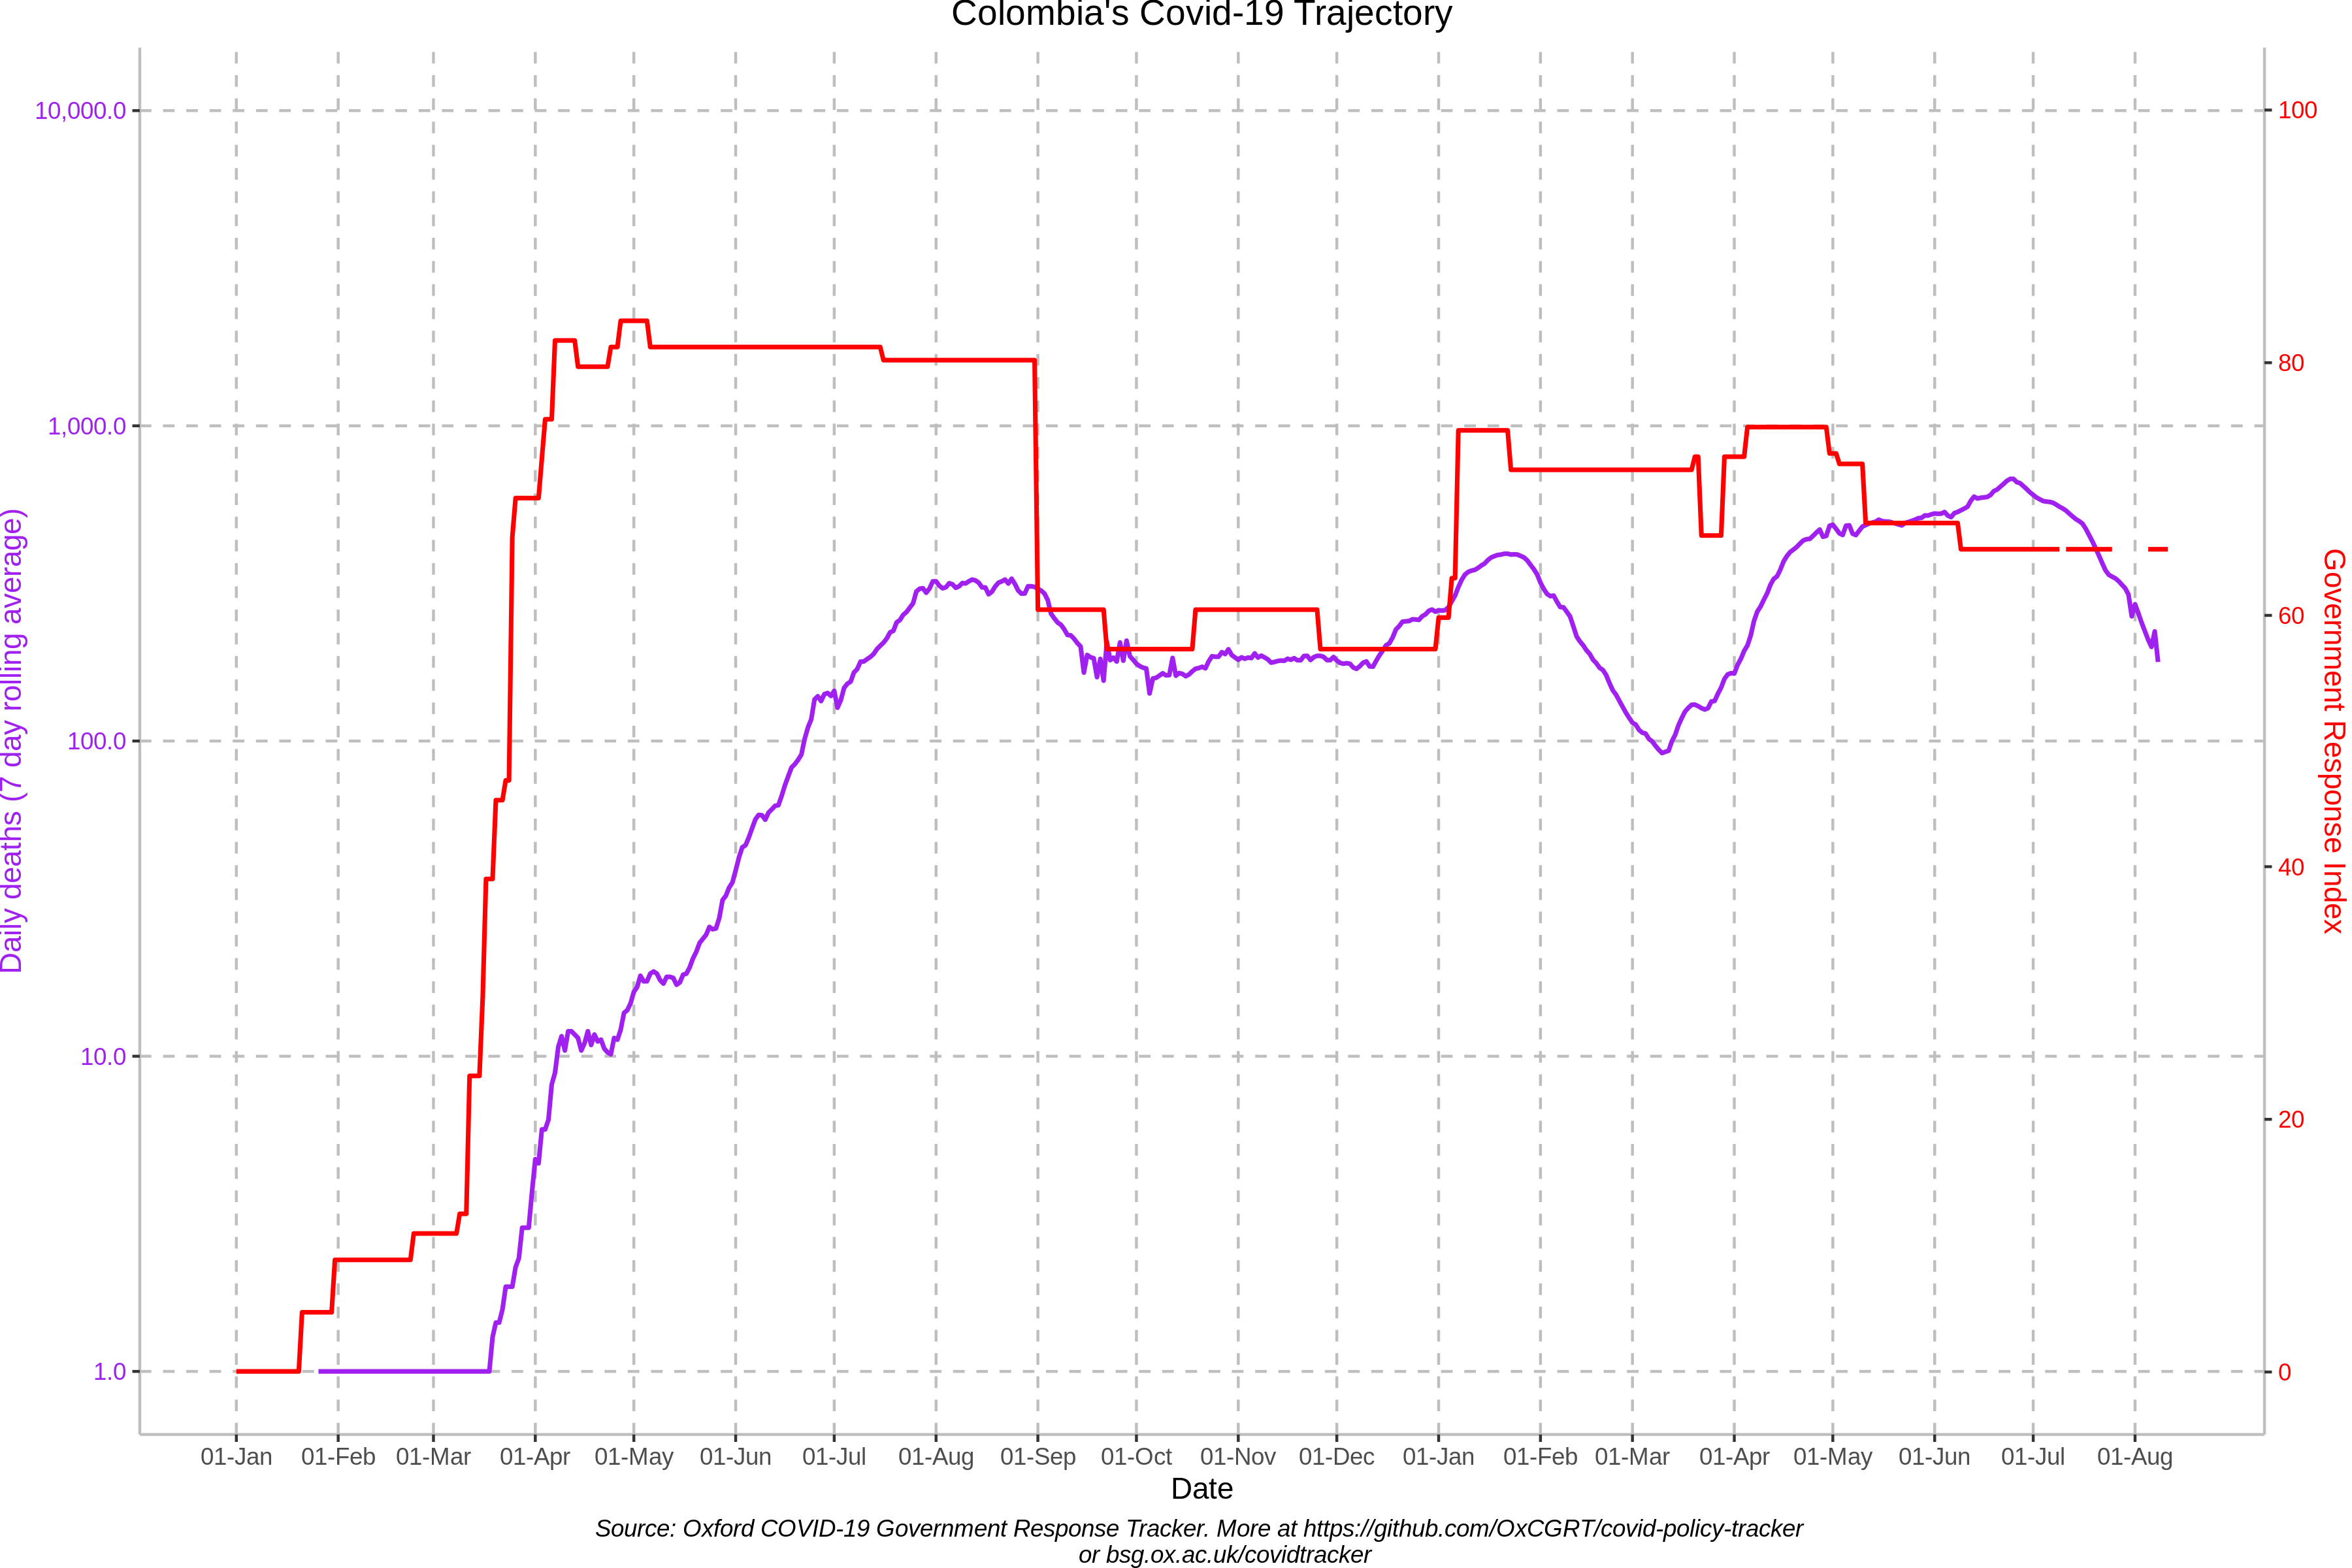 Colombia's Covid-19 Trajectory
10,000.0
1,000.0
100.0
10.0
1.0
Daily deaths (7 day rolling average)
100
80
60
40
20
0
Government Response Index
01-Jan 01-Feb 01-Mar 01-Apr 01-May 01-Jun 01-Jul 01-Aug 01-Sep 01-Oct 01-Nov 01-Dec 01-Jan 01-Feb 01-Mar 01-Apr 01-May 01-Jun 01-Jul 01-Aug
Date
Source: Oxford COVID-19 Government Response Tracker. More at https://github.com/OxCGRT/covid-policy-tracker
or bsg.ox.ac.uk/covidtracker